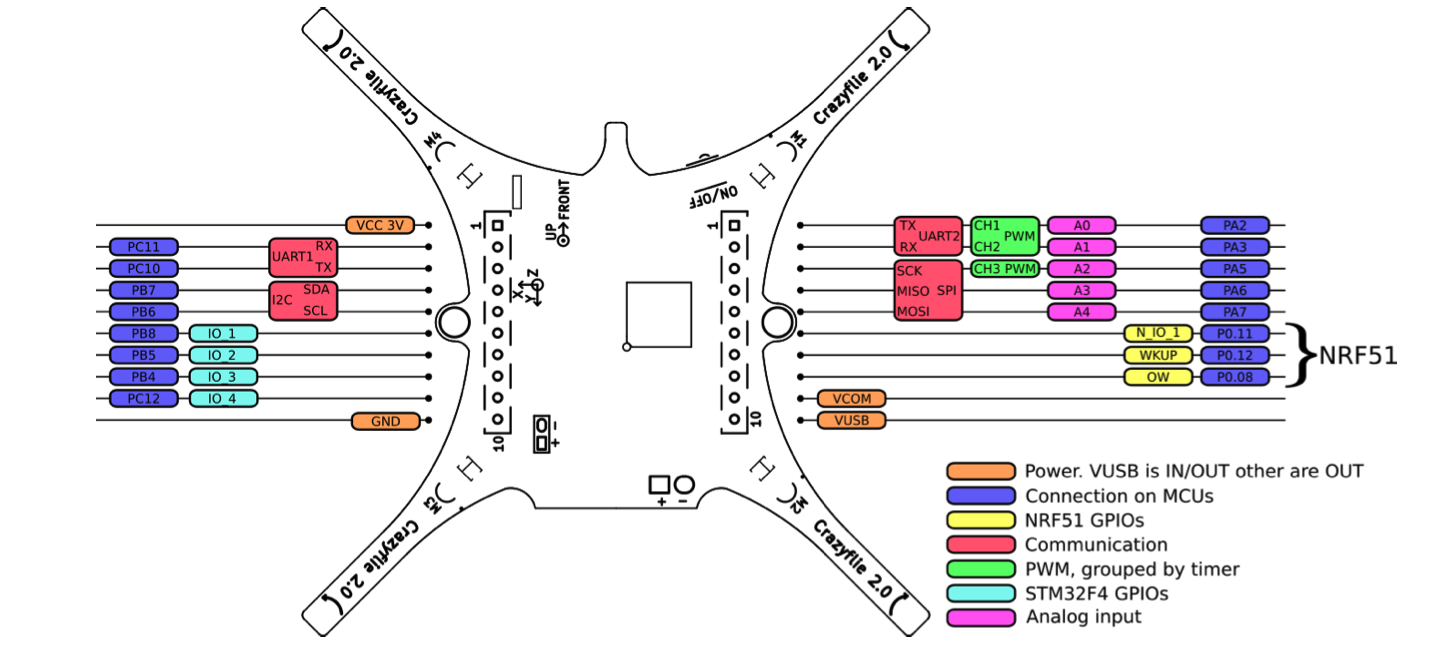 Crazyflie 2.0
Crazyflie 2.0
M4
M1
UP
FRONT
ON/OFF
1
1
Z
X
Y
10
10
-
+
+ -
M3
M2
Crazyflie 2.0
Crazyflie 2.0
VCC 3V
PC11 UART1 RX
PC10 TX
PB7 I2C SDA
PB6 SCL
PB8 IO_1
PB5 IO_2
PB4 IO_3
PC12 IO_4
GND
TX UART2 CH1 PWM A0 PA2
RX CH2 A1 PA3
SCK CH3 PWM A2 PA5
MISO SPI A3 PA6
MOSI A4 PA7
N_IO_1 P0.11
WKUP P0.12 NRF51
OW P0.08
VCOM
VUSB
Power. VUSB is IN/OUT other are OUT
Connection on MCUs
NRF51 GPIOs
Communication
PWM, grouped by timer
STM32F4 GPIOs
Analog input